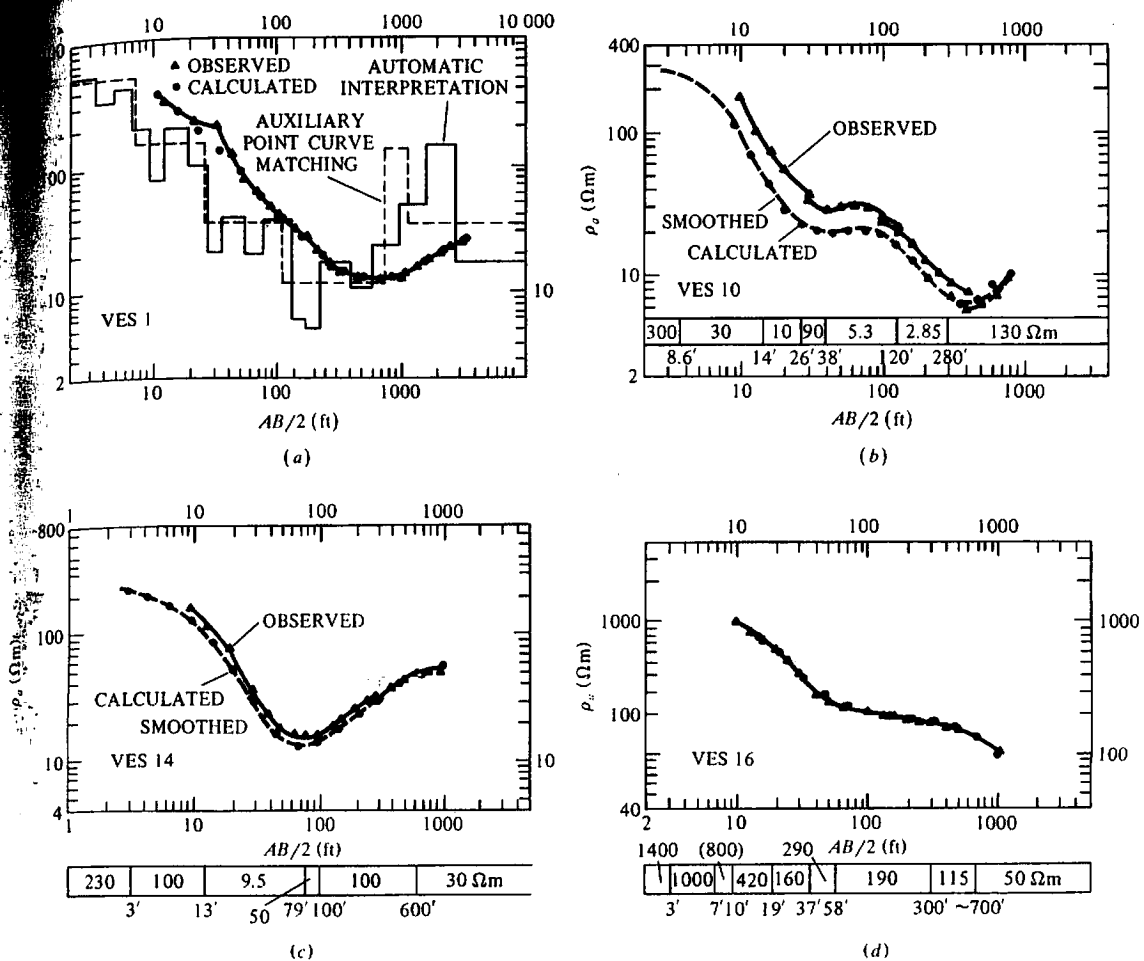 10 100 1000 10 000
▲ OBSERVED
● CALCULATED
AUTOMATIC
INTERPRETATION
AUXILIARY
POINT CURVE
MATCHING
100
10
10
VES 1
2
10 100 1000
AB/2 (ft)
(a)
10 100 1000
400
100
OBSERVED
ρa (Ωm)
SMOOTHED
CALCULATED
10
VES 10
300 30 10 90 5.3 2.85 130 Ωm
8.6' 14' 26' 38' 120' 280'
2
2 10 100 1000
AB/2 (ft)
(b)
1 10 100 1000
800
OBSERVED
100
ρa (Ωm)
CALCULATED
SMOOTHED
VES 14
10
10
4
1 10 100 1000
AB/2 (ft)
230 100 9.5 100 30 Ωm
3' 13' 50 79' 100' 600'
(c)
10 100 1000
1000
1000
ρa (Ωm)
100
VES 16
100
40
2 10 100 1000
1400 (800) 290 AB/2 (ft)
1000 420 160 190 115 50 Ωm
3' 7' 10' 19' 37' 58' 300' ~700'
(d)